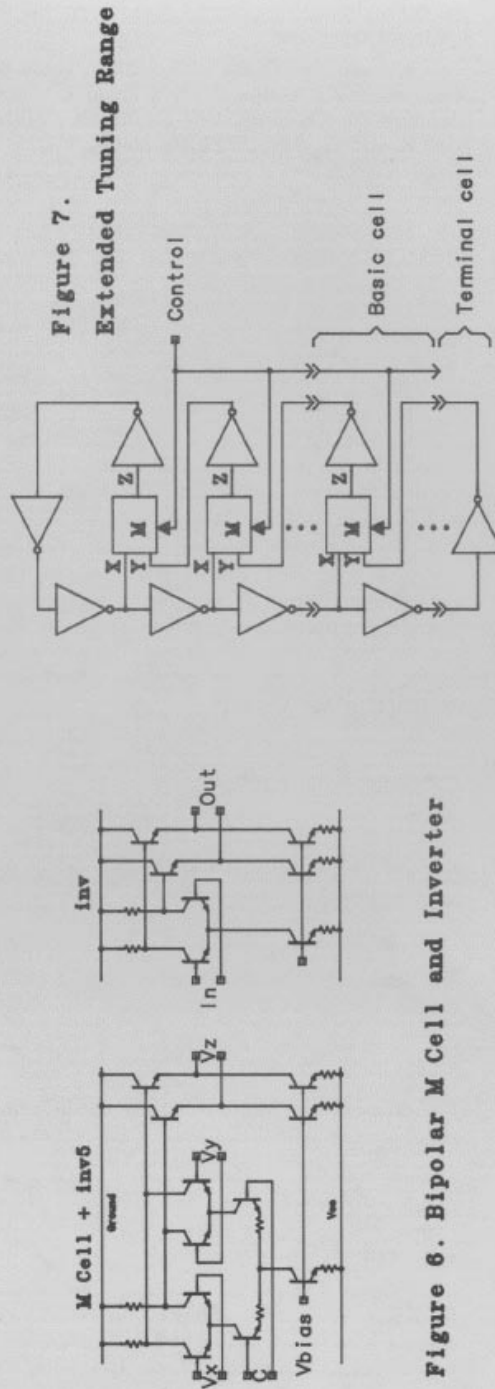 M Cell + inv5
Ground
Vx
Vy
Vz
C
Vbias
Vee
inv
In
Out
Figure 6. Bipolar M Cell and Inverter
Figure 7.
Extended Tuning Range
Control
X
Y
M
Z
X
Y
M
Z
X
Y
M
Z
Basic cell
Terminal cell